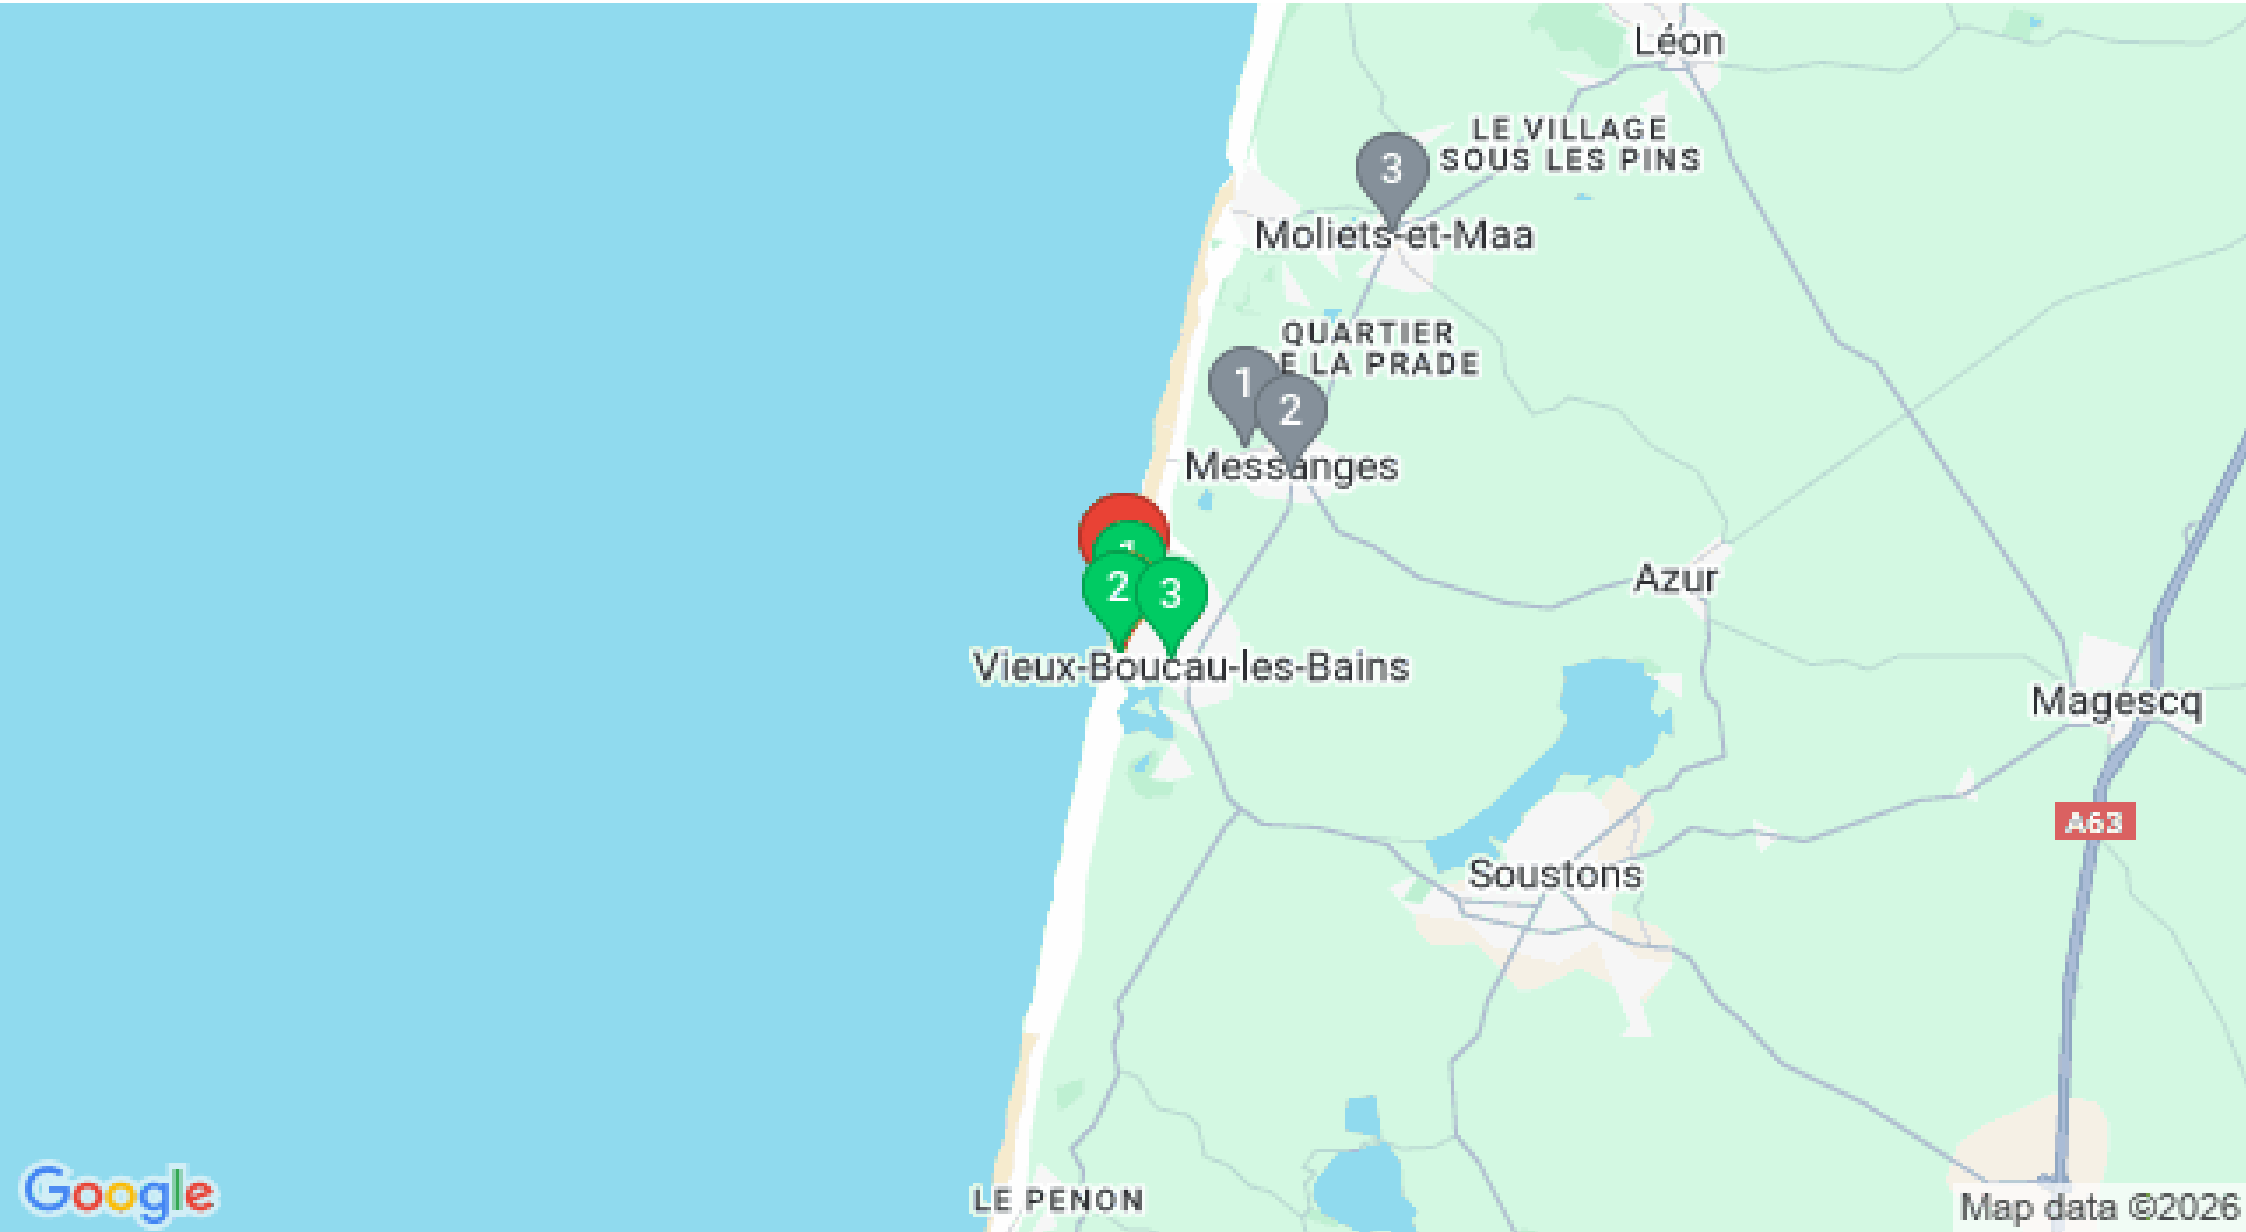 Léon
LE VILLAGE
SOUS LES PINS
3
Moliets-et-Maa
QUARTIER
E LA PRADE
1
2
Messanges
2
3
Azur
Vieux-Boucau-les-Bains
Magescq
A63
Soustons
LE PENON
Google
Map data ©2026